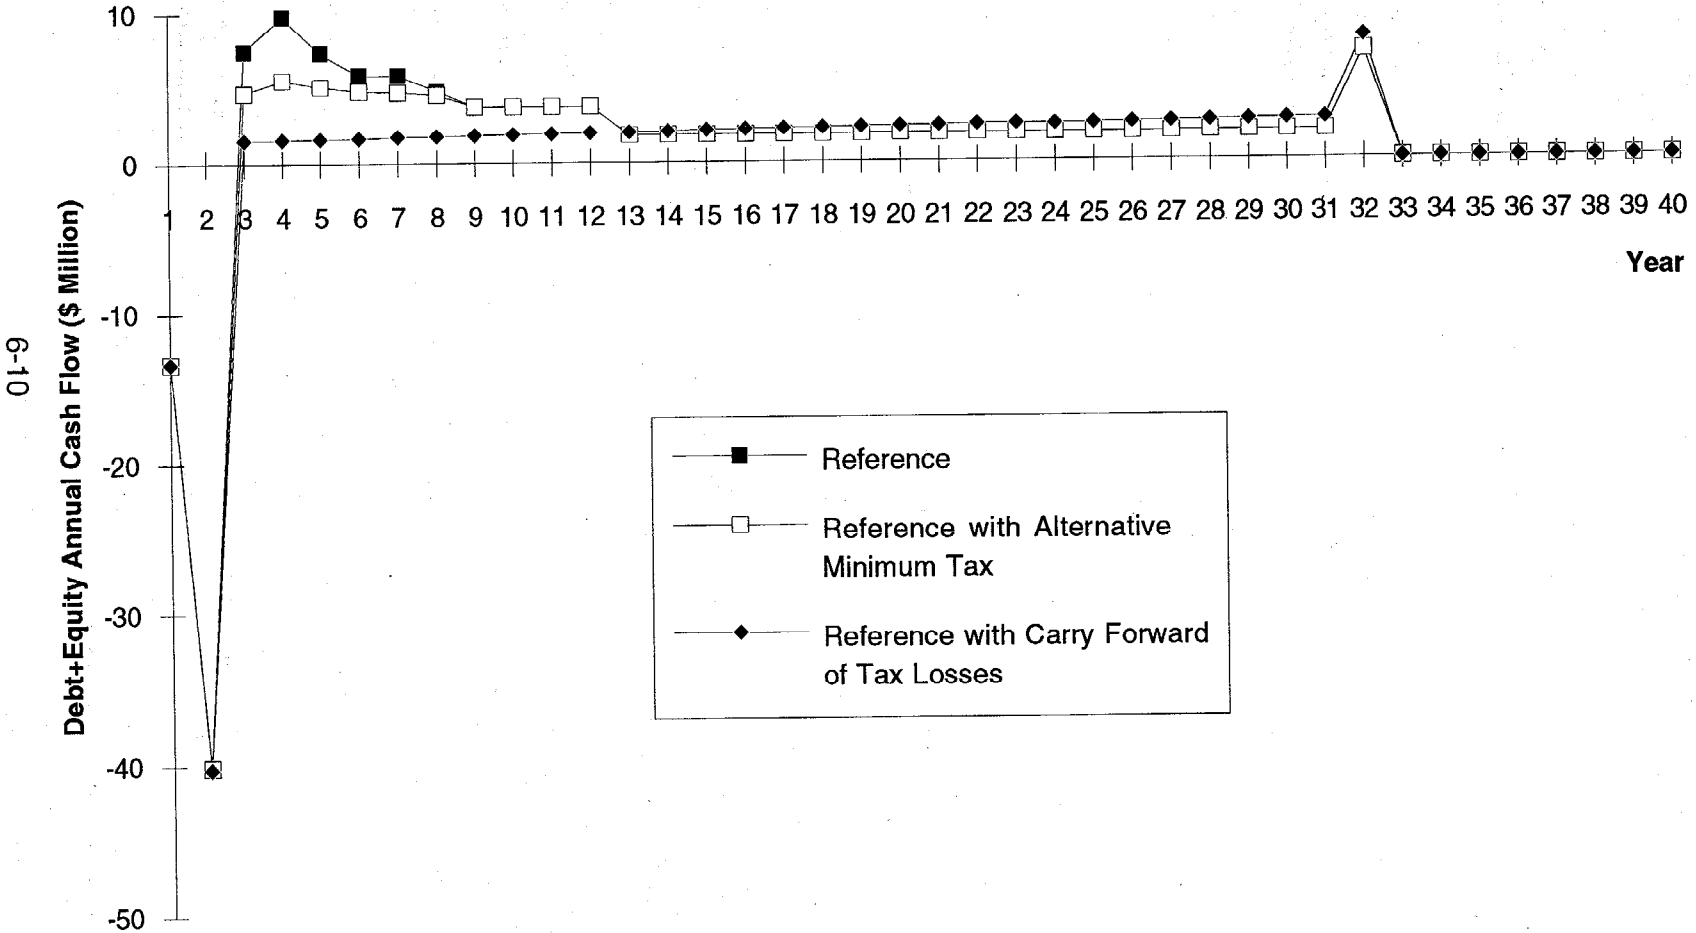 10
0
-10
-20
-30
-40
-50
Debt+Equity Annual Cash Flow ($ Million)
1 2 3 4 5 6 7 8 9 10 11 12 13 14 15 16 17 18 19 20 21 22 23 24 25 26 27 28 29 30 31 32 33 34 35 36 37 38 39 40
Year
Reference
Reference with Alternative
Minimum Tax
Reference with Carry Forward
of Tax Losses
6-10